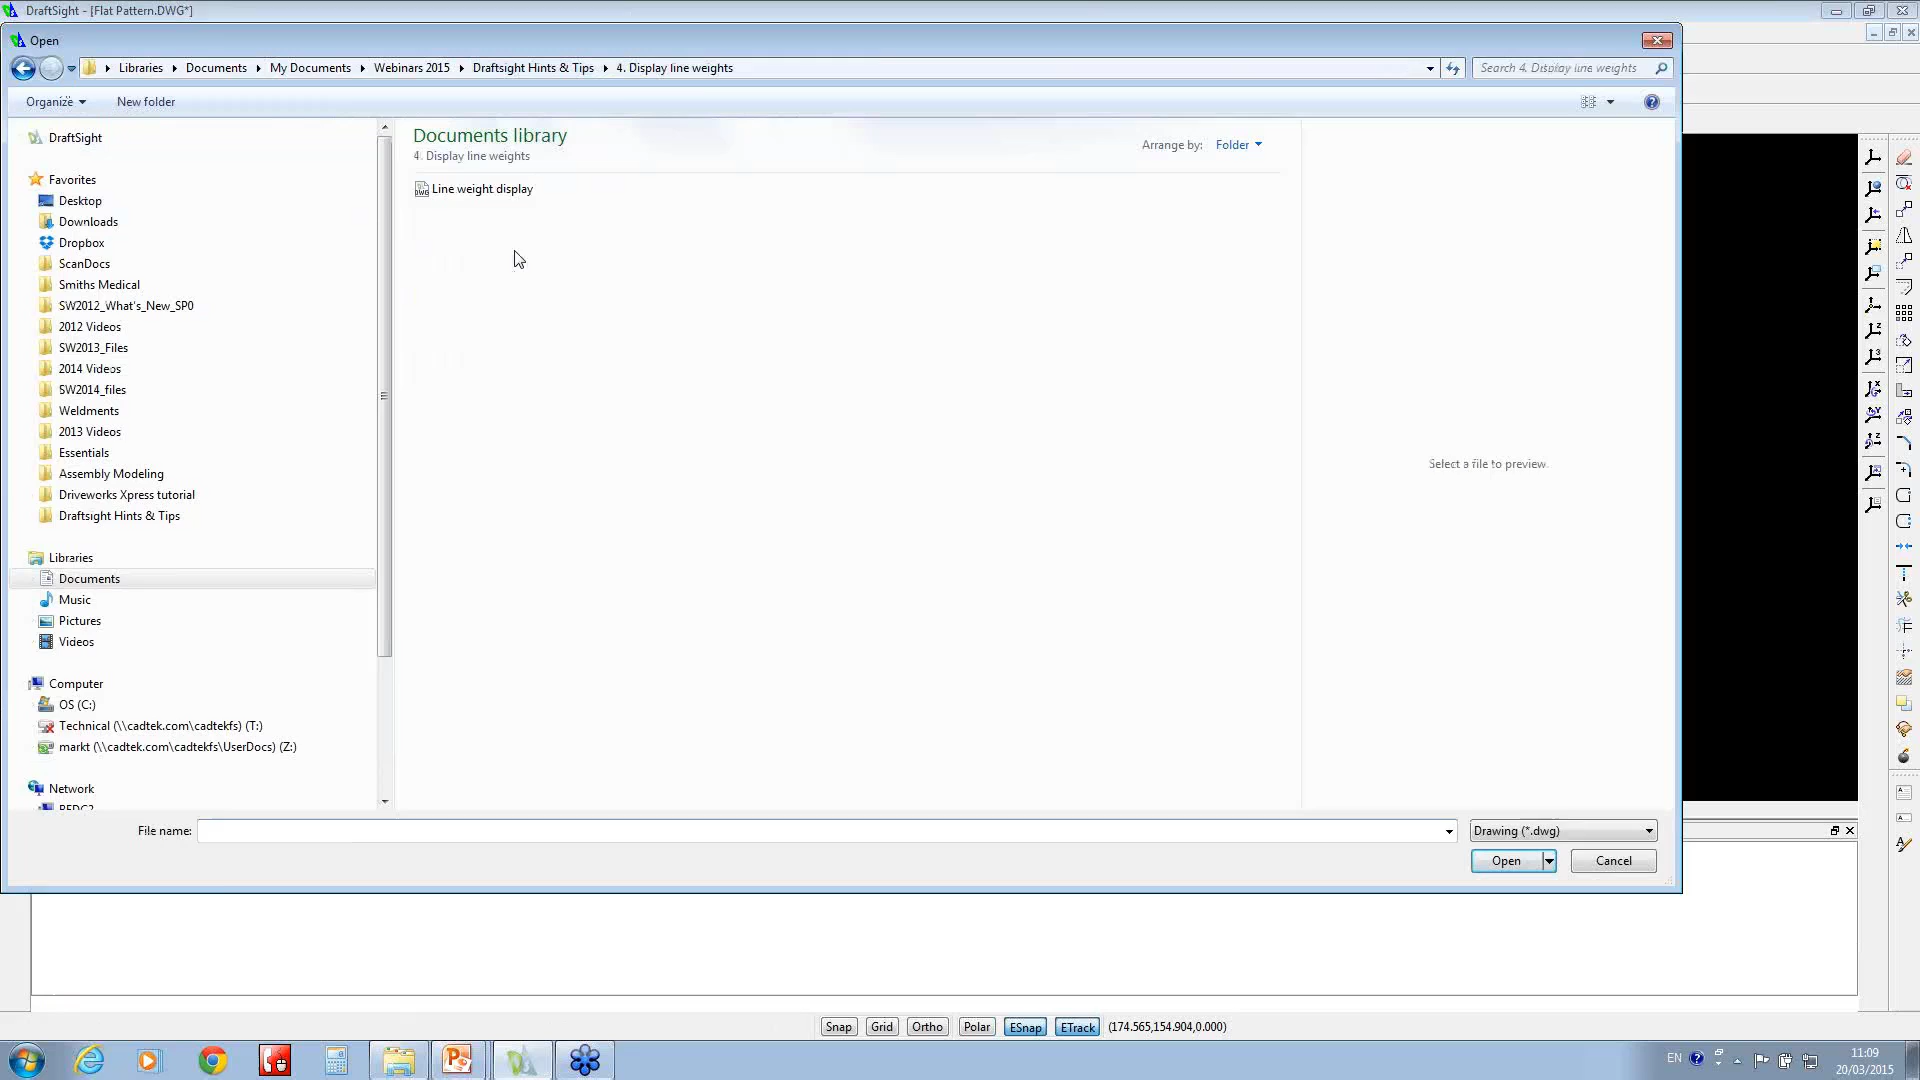 DraftSight - [Flat Pattern.DWG*]
Open
Libraries Documents My Documents Webinars 2015 Draftsight Hints & Tips 4. Display line weights
Search 4. Display line weights
Organize New folder
DraftSight
Favorites
Desktop
Downloads
Dropbox
ScanDocs
Smiths Medical
SW2012_What's_New_SP0
2012 Videos
SW2013_Files
2014 Videos
SW2014_files
Weldments
2013 Videos
Essentials
Assembly Modeling
Driveworks Xpress tutorial
Draftsight Hints & Tips
Libraries
Documents
Music
Pictures
Videos
Computer
OS (C:)
Technical (\\cadtek.com\cadtekfs) (T:)
markt (\\cadtek.com\cadtekfs\UserDocs) (Z:)
Network
Documents library
4. Display line weights
Arrange by: Folder
Line weight display
Select a file to preview.
File name:
Drawing (*.dwg)
Open Cancel
Snap Grid Ortho Polar ESnap ETrack (174.565,154.904,0.000)
EN
11:09
20/03/2015